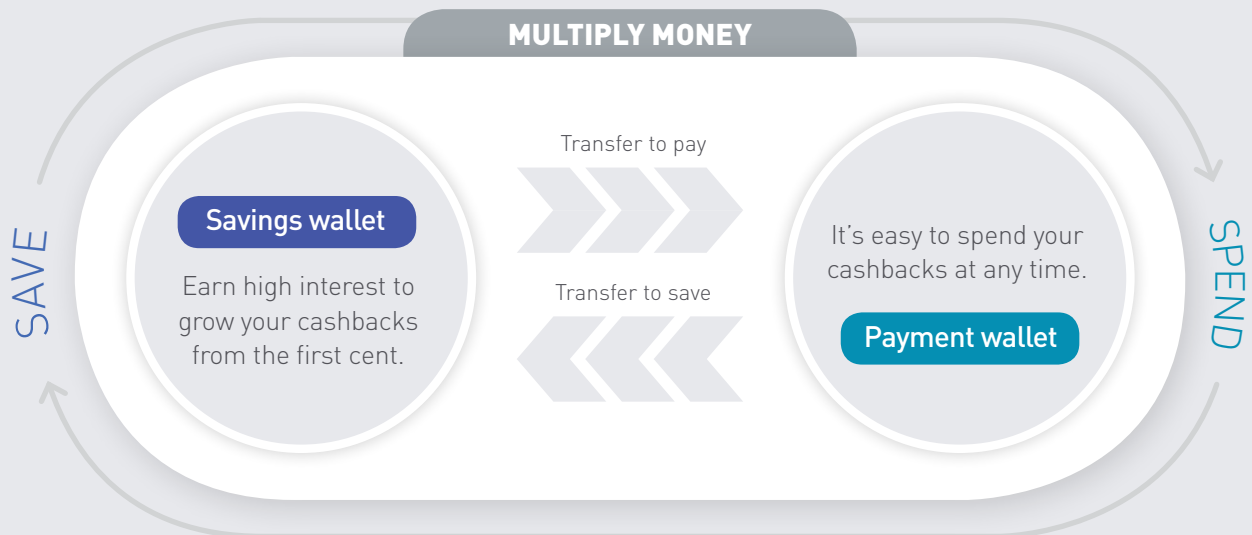 MULTIPLY MONEY
SAVE
Savings wallet
Earn high interest to
grow your cashbacks
from the first cent.
Transfer to pay
Transfer to save
It's easy to spend your
cashbacks at any time.
Payment wallet
SPEND